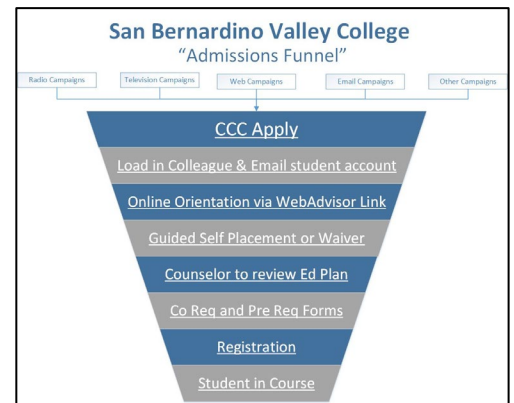 San Bernardino Valley College
“Admissions Funnel”
Radio Campaigns
Television Campaigns
Web Campaigns
Email Campaigns
Other Campaigns
CCC Apply
Load in Colleague & Email student account
Online Orientation via WebAdvisor Link
Guided Self Placement or Waiver
Counselor to review Ed Plan
Co Req and Pre Req Forms
Registration
Student in Course